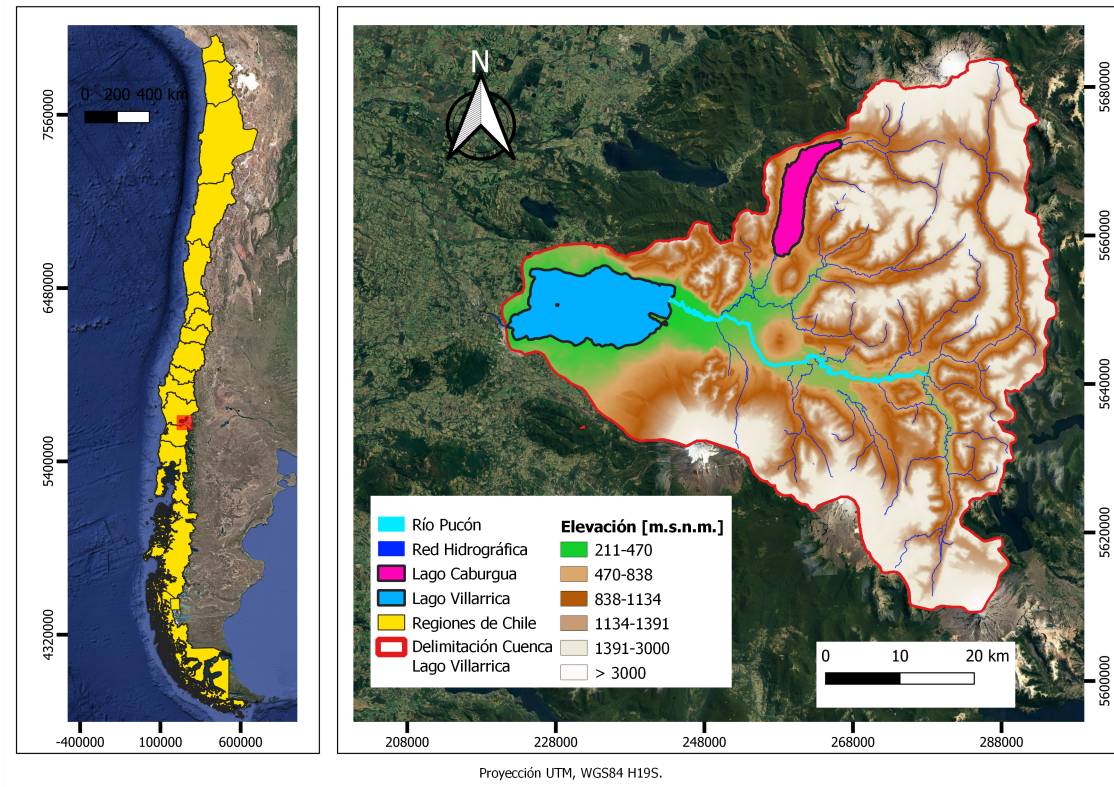 0 200 400 km
7560000
6480000
5400000
4320000
-400000 100000 600000
N
5680000
5660000
5640000
5620000
5600000
208000 228000 248000 268000 288000
Río Pucón
Red Hidrográfica
Lago Caburgua
Lago Villarrica
Regiones de Chile
Delimitación Cuenca
Lago Villarrica
Elevación [m.s.n.m.]
211-470
470-838
838-1134
1134-1391
1391-3000
> 3000
0 10 20 km
Proyección UTM, WGS84 H19S.